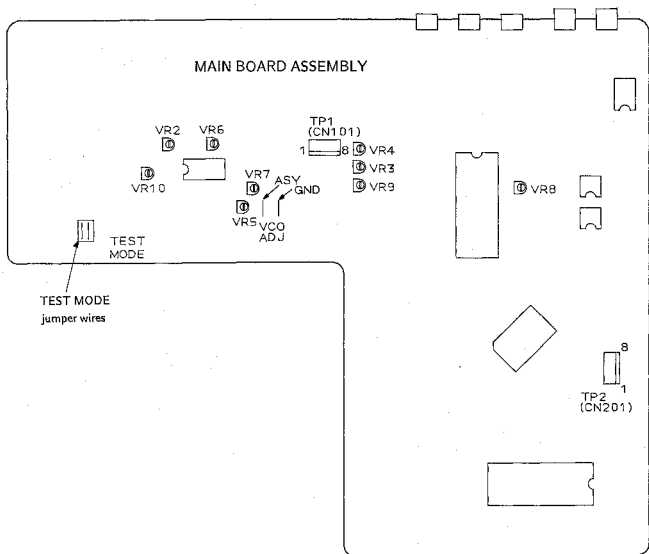 MAIN BOARD ASSEMBLY
TP1
(CN101)
1
8
VR2
VR6
VR4
VR3
VR9
VR10
VR7
ASY
GND
VR5
VCO
ADJ
VR8
TEST
MODE
TEST MODE
jumper wires
8
1
TP2
(CN201)